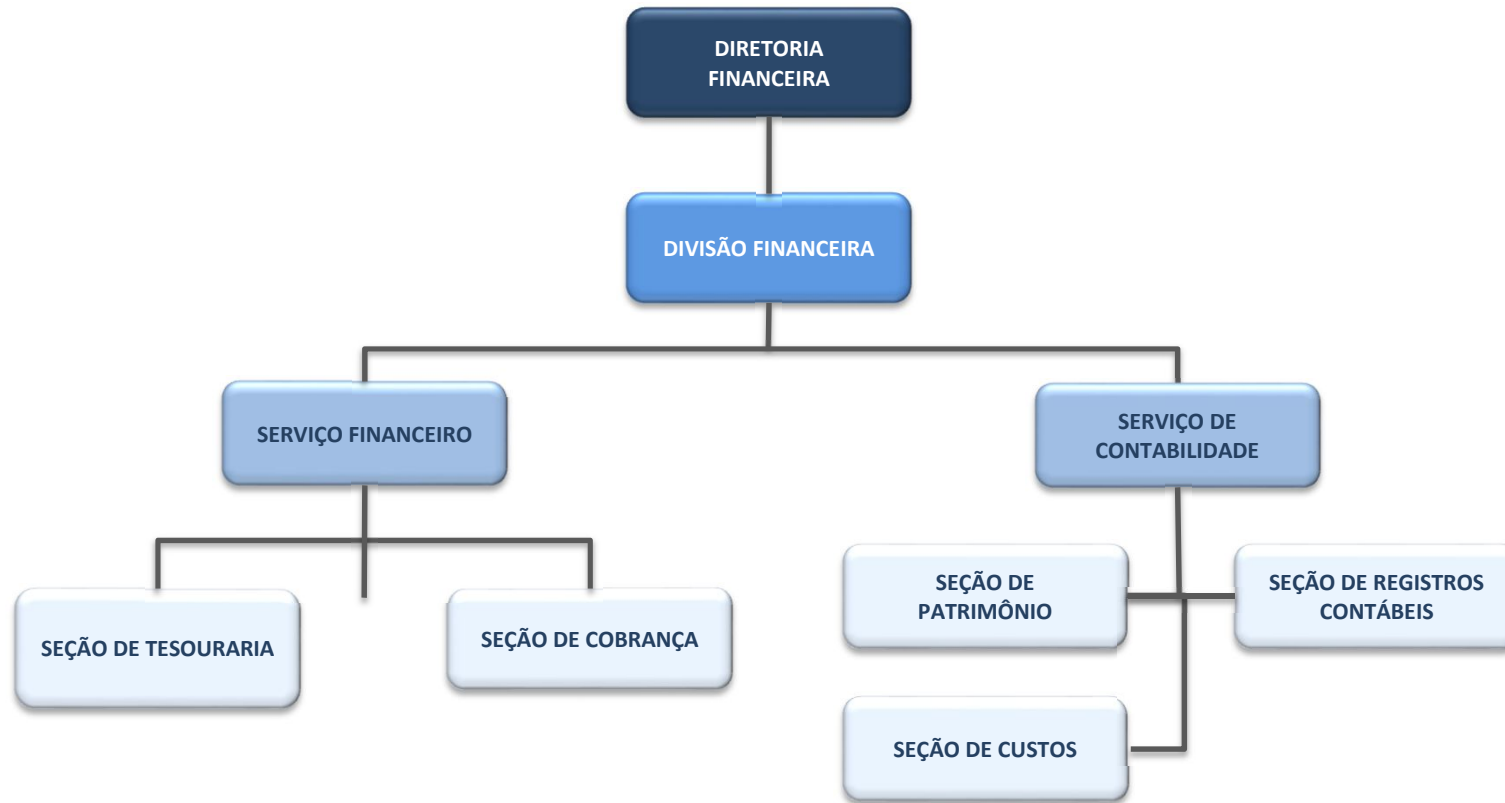 DIRETORIA
FINANCEIRA
DIVISÃO FINANCEIRA
SERVIÇO FINANCEIRO
SERVIÇO DE
CONTABILIDADE
SEÇÃO DE TESOURARIA
SEÇÃO DE COBRANÇA
SEÇÃO DE
PATRIMÔNIO
SEÇÃO DE REGISTROS
CONTÁBEIS
SEÇÃO DE CUSTOS